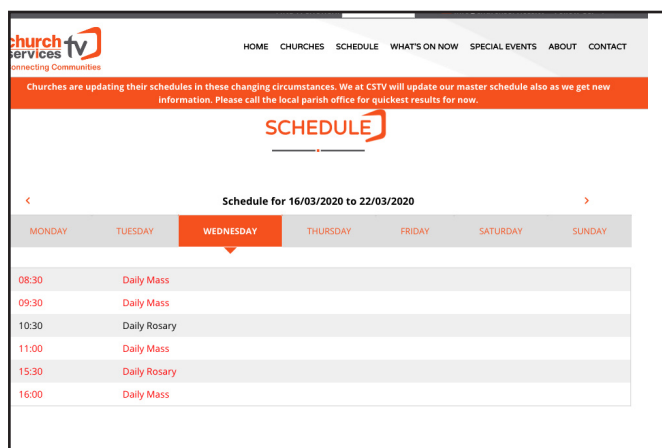 church tv
services
connecting Communities
HOME CHURCHES SCHEDULE WHAT'S ON NOW SPECIAL EVENTS ABOUT CONTACT
Churches are updating their schedules in these changing circumstances. We at CSTV will update our master schedule also as we get new
information. Please call the local parish office for quickest results for now.
SCHEDULE
< Schedule for 16/03/2020 to 22/03/2020 >
MONDAY TUESDAY WEDNESDAY THURSDAY FRIDAY SATURDAY SUNDAY
08:30 Daily Mass
09:30 Daily Mass
10:30 Daily Rosary
11:00 Daily Mass
15:30 Daily Rosary
16:00 Daily Mass